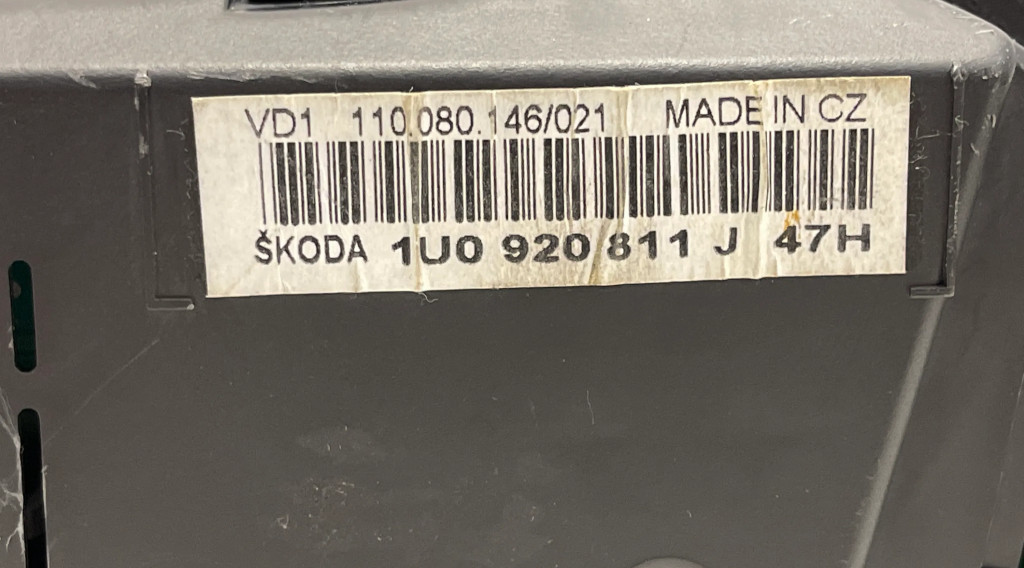 VD1 110.080.146/021 MADE IN CZ
ŠKODA 1U0 920 811 J 47H